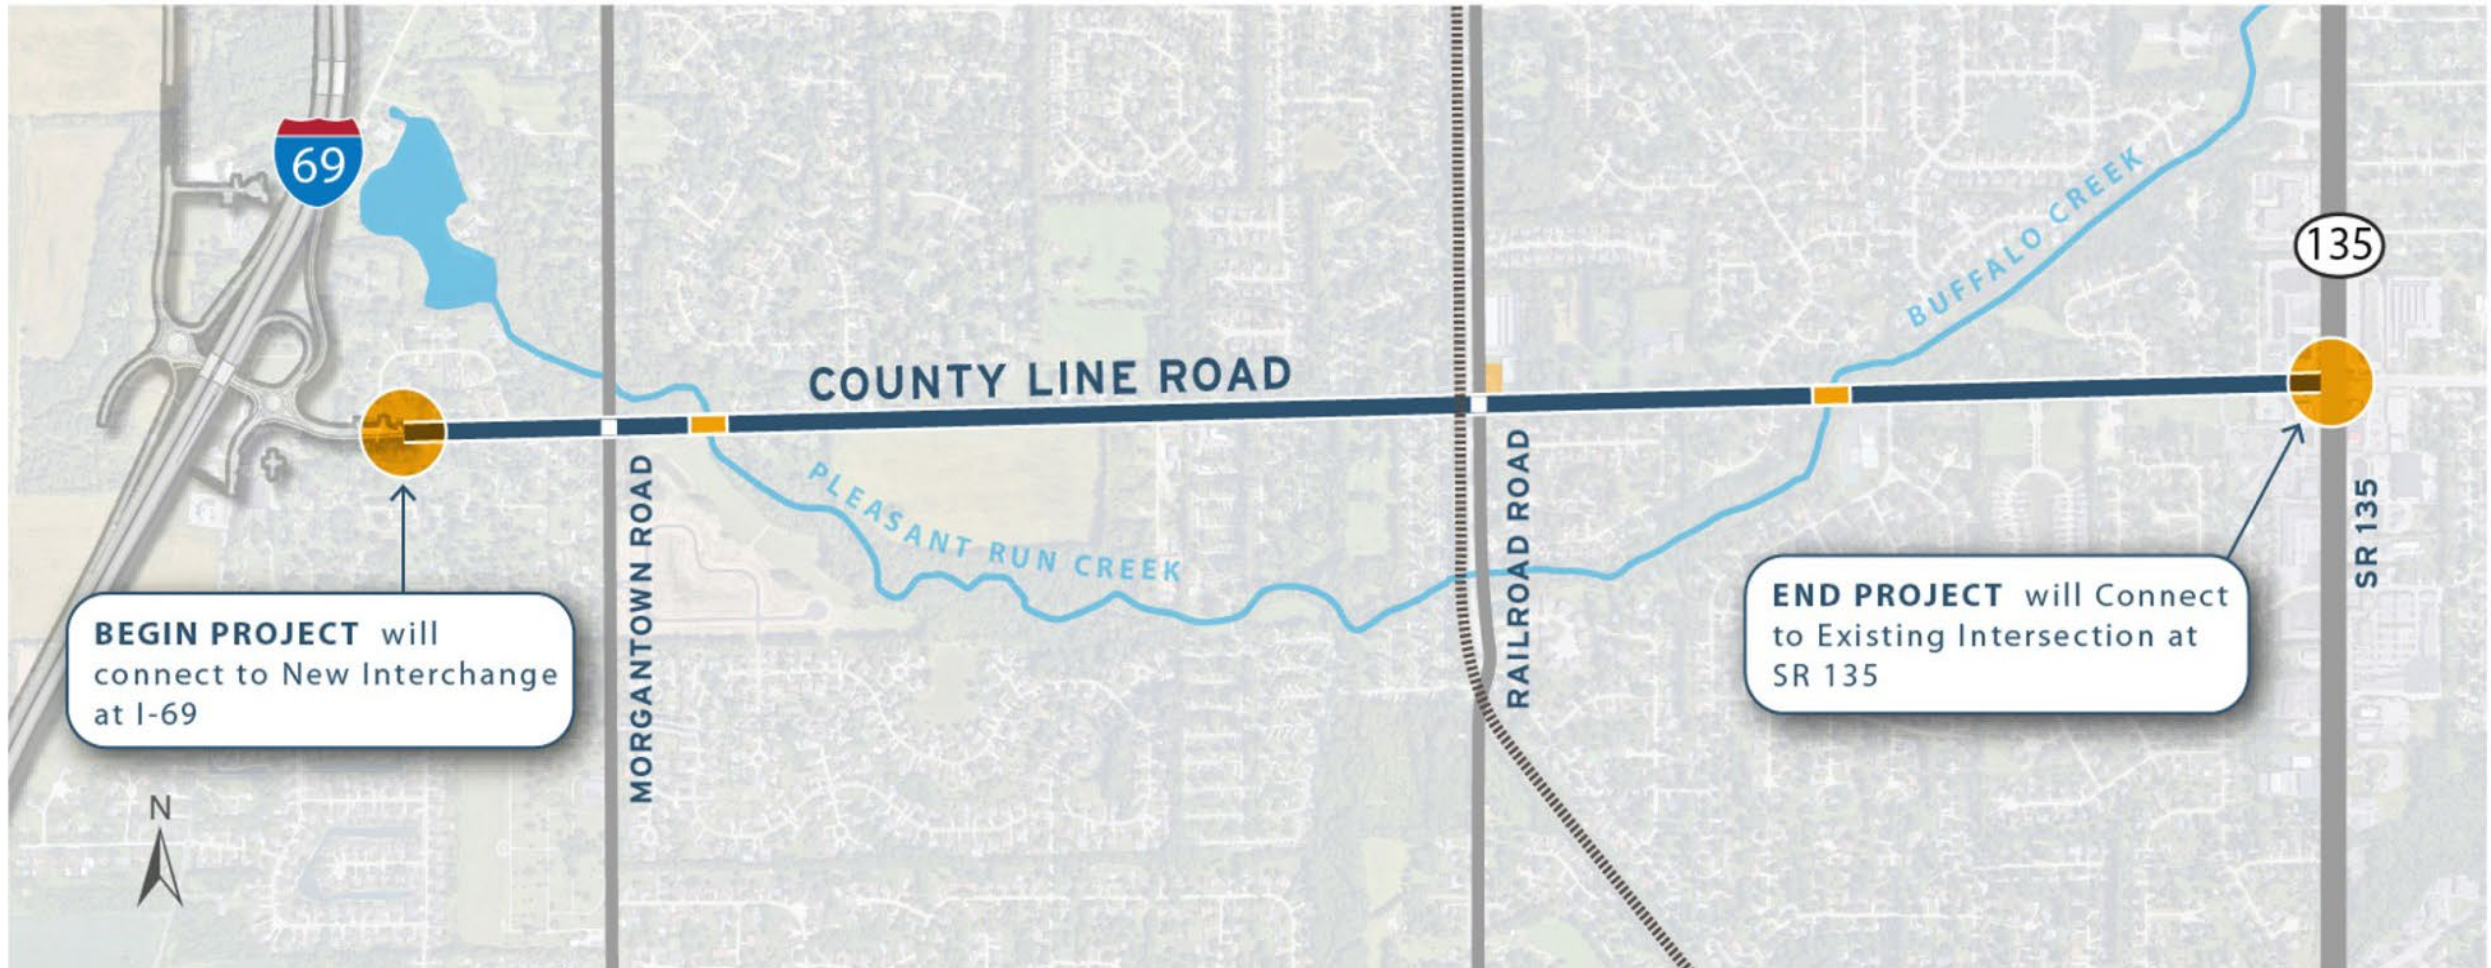 69
135
BUFFALO CREEK
COUNTY LINE ROAD
PLEASANT RUN CREEK
MORGANTOWN ROAD
RAILROAD ROAD
SR 135
BEGIN PROJECT will
connect to New Interchange
at I-69
END PROJECT will Connect
to Existing Intersection at
SR 135
N